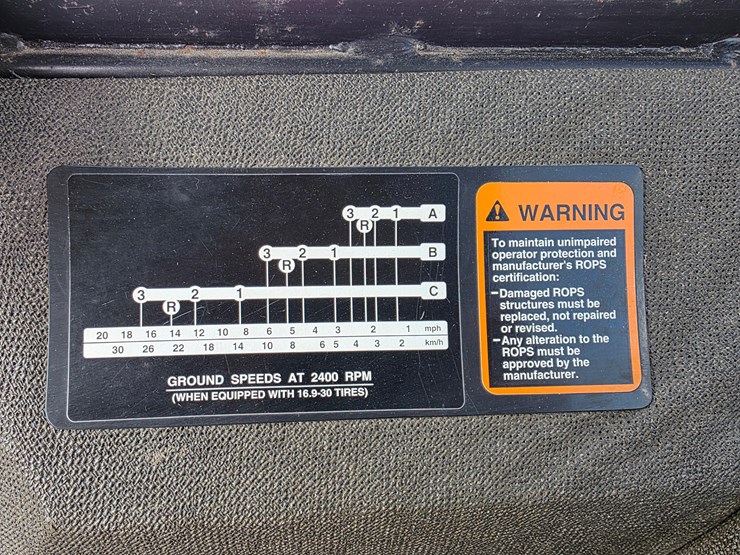 3 2 1 A
R
3 2 1 B
R
3 2 1 C
R
20 18 16 14 12 10 8 6 5 4 3 2 1 mph
30 26 22 18 14 10 8 6 5 4 3 2 km/h
GROUND SPEEDS AT 2400 RPM
(WHEN EQUIPPED WITH 16.9-30 TIRES)
WARNING
To maintain unimpaired
operator protection and
manufacturer's ROPS
certification:
-Damaged ROPS
structures must be
replaced, not repaired
or revised.
-Any alteration to the
ROPS must be
approved by the
manufacturer.